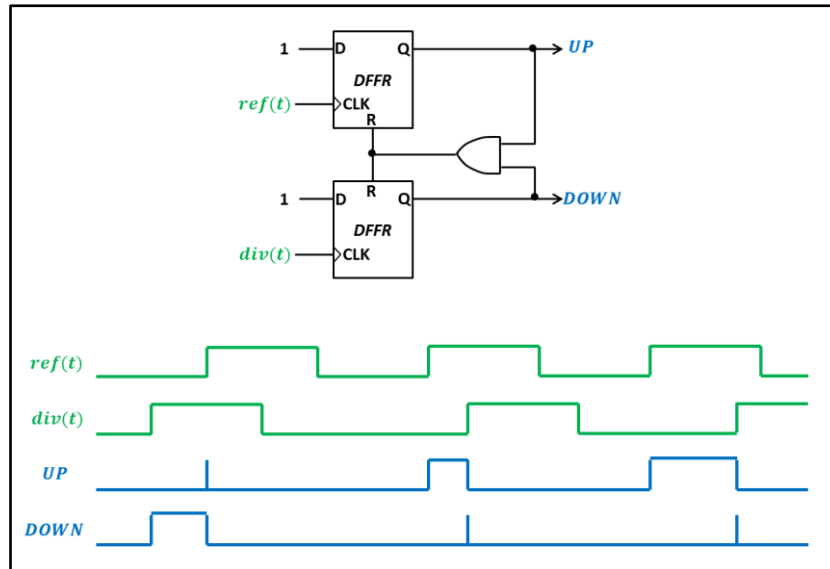 1 D Q UP
DFFR
ref(t) CLK
R
R
1 D Q DOWN
DFFR
div(t) CLK
ref(t)
div(t)
UP
DOWN